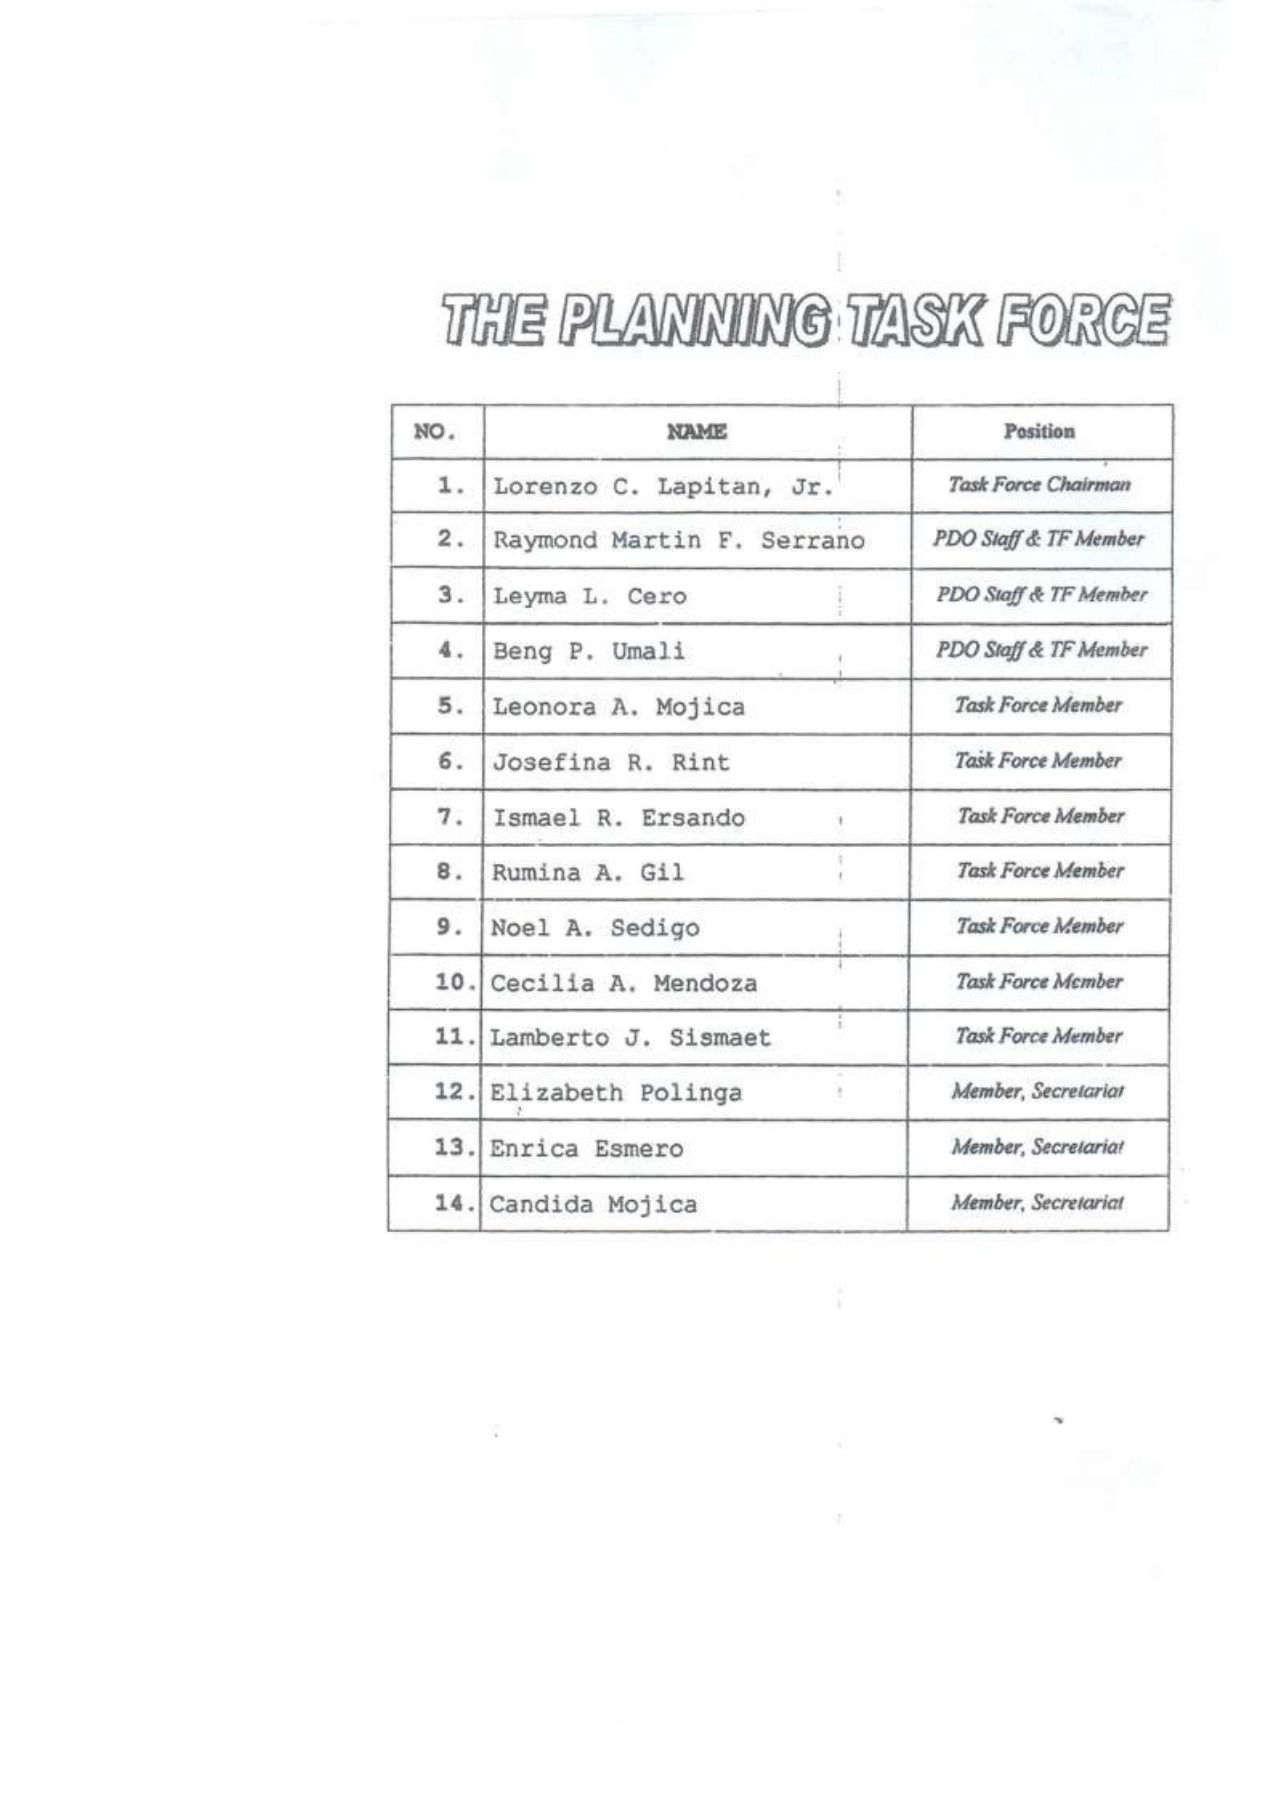 THE PLANNING TASK FORCE
NO. NAME Position
1. Lorenzo C. Lapitan, Jr. Task Force Chairman
2. Raymond Martin F. Serrano PDO Staff & TF Member
3. Leyma L. Cero PDO Staff & TF Member
4. Beng P. Umali PDO Staff & TF Member
5. Leonora A. Mojica Task Force Member
6. Josefina R. Rint Task Force Member
7. Ismael R. Ersando Task Force Member
8. Rumina A. Gil Task Force Member
9. Noel A. Sedigo Task Force Member
10. Cecilia A. Mendoza Task Force Member
11. Lamberto J. Sismaet Task Force Member
12. Elizabeth Polinga Member, Secretariat
13. Enrica Esmero Member, Secretariat
14. Candida Mojica Member, Secretariat